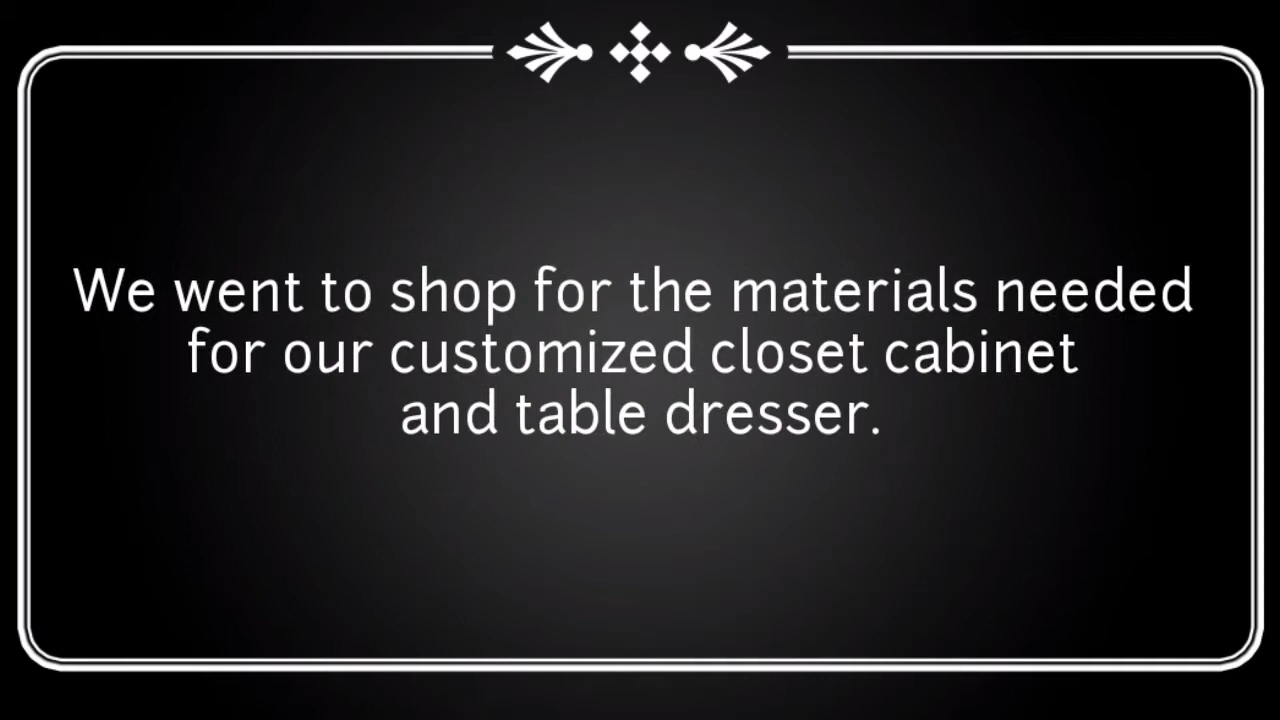 We went to shop for the materials needed
for our customized closet cabinet
and table dresser.